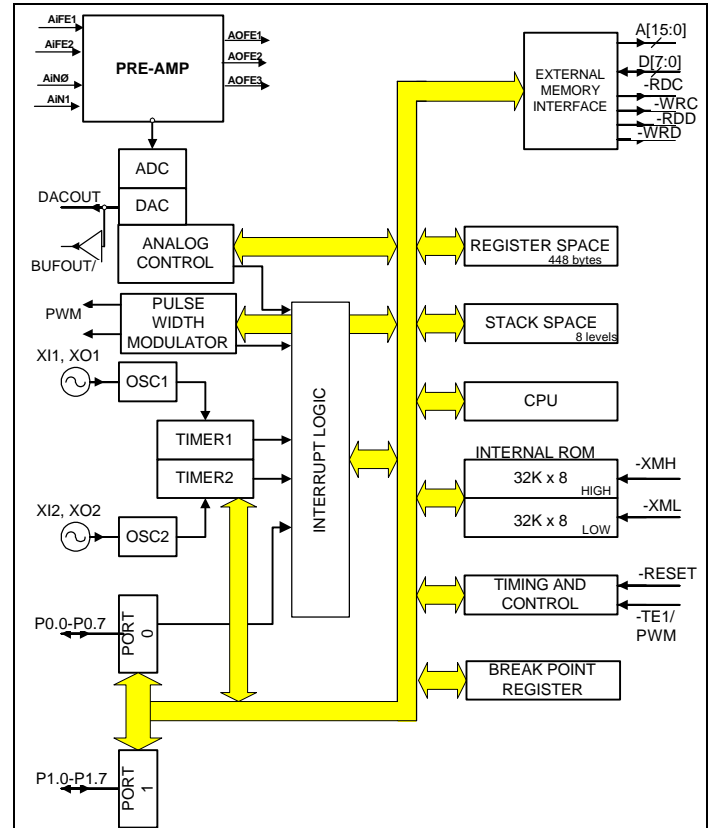 AiFE1
AiFE2
AiNØ
AiN1
PRE-AMP
AOFE1
AOFE2
AOFE3
ADC
DACOUT
DAC
BUFOUT/
ANALOG
CONTROL
PWM
PULSE
WIDTH
MODULATOR
XI1, XO1
OSC1
TIMER1
TIMER2
XI2, XO2
OSC2
INTERRUPT LOGIC
P0.0-P0.7
PORT
0
P1.0-P1.7
PORT
1
EXTERNAL
MEMORY
INTERFACE
A[15:0]
D[7:0]
-RDC
-WRC
-RDD
-WRD
REGISTER SPACE
448 bytes
STACK SPACE
8 levels
CPU
INTERNAL ROM
32K x 8
HIGH
32K x 8
LOW
-XMH
-XML
TIMING AND
CONTROL
-RESET
-TE1/
PWM
BREAK POINT
REGISTER